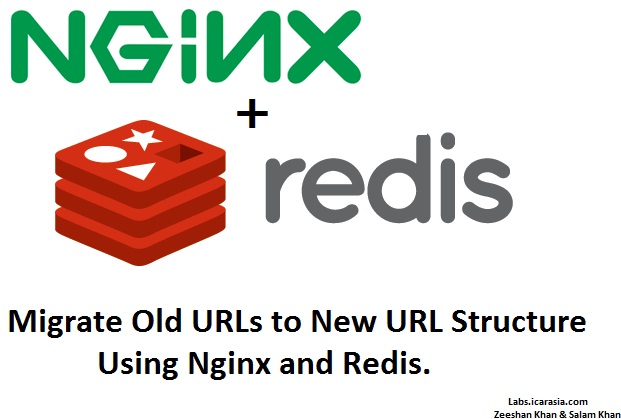 NGiNX
+
redis
Migrate Old URLs to New URL Structure
Using Nginx and Redis.
Labs.icarasia.com
Zeeshan Khan & Salam Khan